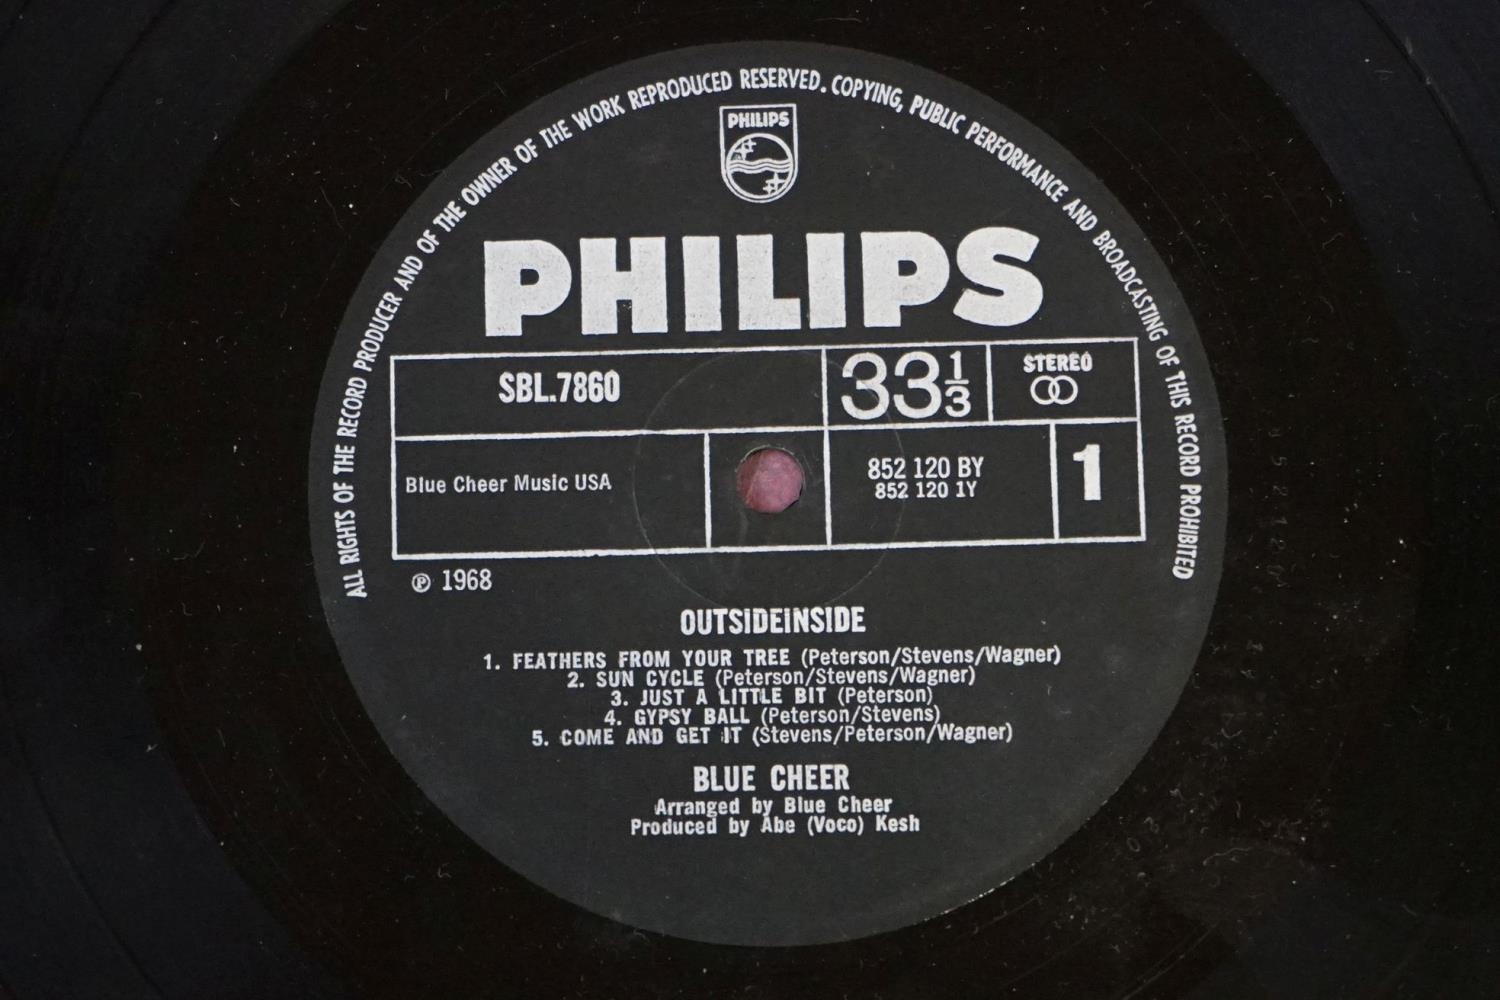 ALL RIGHTS OF THE RECORD PRODUCER AND OF THE OWNER OF THE WORK REPRODUCED RESERVED. COPYING, PUBLIC PERFORMANCE AND BROADCASTING OF THIS RECORD PROHIBITED
PHILIPS
PHILIPS
SBL.7860
33 1/3
STEREO
Blue Cheer Music USA
852 120 BY
852 120 1Y
1
℗ 1968
OUTSIDEINSIDE
1. FEATHERS FROM YOUR TREE (Peterson/Stevens/Wagner)
2. SUN CYCLE (Peterson/Stevens/Wagner)
3. JUST A LITTLE BIT (Peterson)
4. GYPSY BALL (Peterson/Stevens)
5. COME AND GET IT (Stevens/Peterson/Wagner)
BLUE CHEER
Arranged by Blue Cheer
Produced by Abe (Voco) Kesh